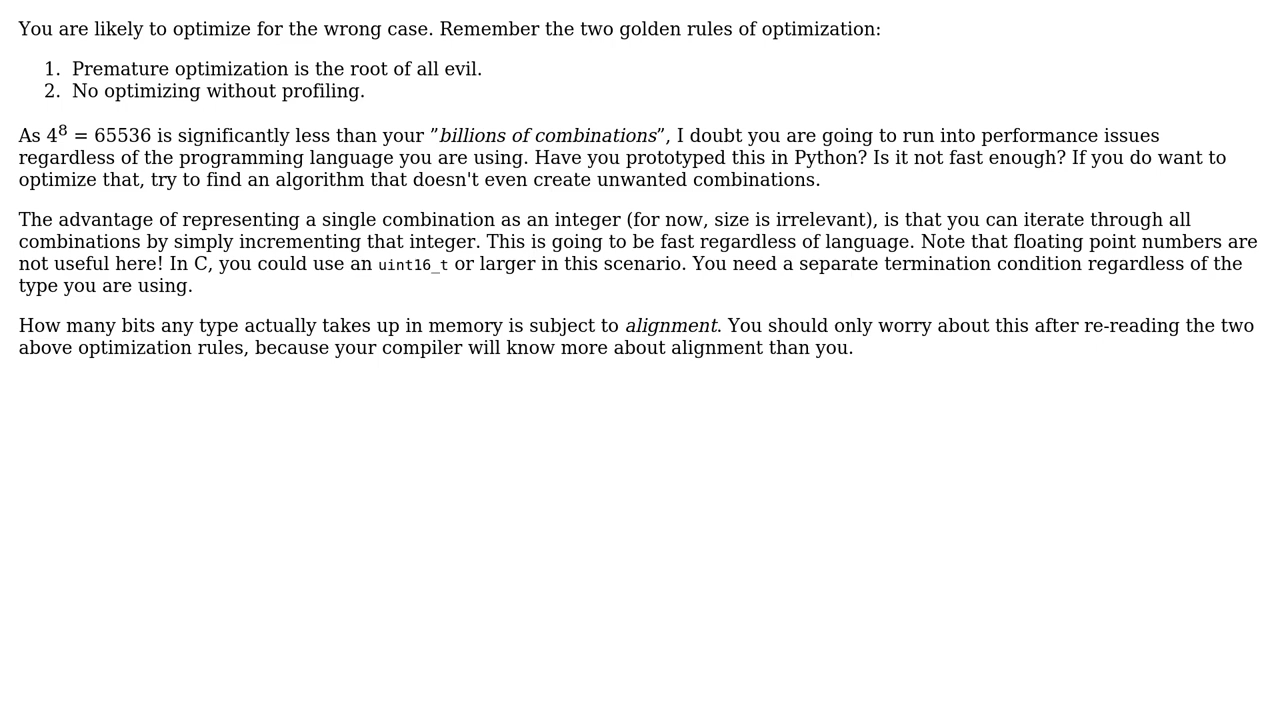 You are likely to optimize for the wrong case. Remember the two golden rules of optimization:
1. Premature optimization is the root of all evil.
2. No optimizing without profiling.
As 4⁸ = 65536 is significantly less than your ”billions of combinations”, I doubt you are going to run into performance issues
regardless of the programming language you are using. Have you prototyped this in Python? Is it not fast enough? If you do want to
optimize that, try to find an algorithm that doesn't even create unwanted combinations.
The advantage of representing a single combination as an integer (for now, size is irrelevant), is that you can iterate through all
combinations by simply incrementing that integer. This is going to be fast regardless of language. Note that floating point numbers are
not useful here! In C, you could use an uint16_t or larger in this scenario. You need a separate termination condition regardless of the
type you are using.
How many bits any type actually takes up in memory is subject to alignment. You should only worry about this after re-reading the two
above optimization rules, because your compiler will know more about alignment than you.